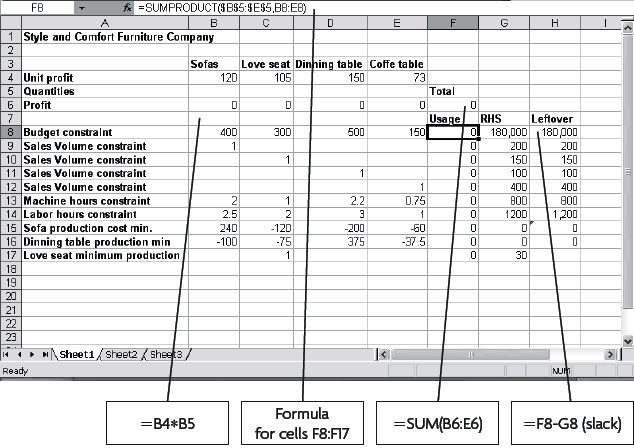 F8 fx =SUMPRODUCT($B$5:$E$5,B8:E8)
A B C D E F G H I
1 Style and Comfort Furniture Company
2
3 Sofas Love seat Dinning table Coffe table
4 Unit profit 120 105 150 73
5 Quantities Total
6 Profit 0 0 0 0 0
7 Usage RHS Leftover
8 Budget constraint 400 300 500 150 0 180,000 180,000
9 Sales Volume constraint 1 0 200 200
10 Sales Volume constraint 1 0 150 150
11 Sales Volume constraint 1 0 100 100
12 Sales Volume constraint 1 0 400 400
13 Machine hours constraint 2 1 2.2 0.75 0 800 800
14 Labor hours constraint 2.5 2 3 1 0 1200 1,200
15 Sofa production cost min. 240 -120 -200 -60 0 0 0
16 Dinning table production min -100 -75 375 -37.5 0 0 0
17 Love seat minimum production 1 0 30
18
19
20
21
22
23
Sheet1 Sheet2 Sheet3
Ready NUM
=B4*B5
Formula
for cells F8:F17
=SUM(B6:E6)
=F8-G8 (slack)